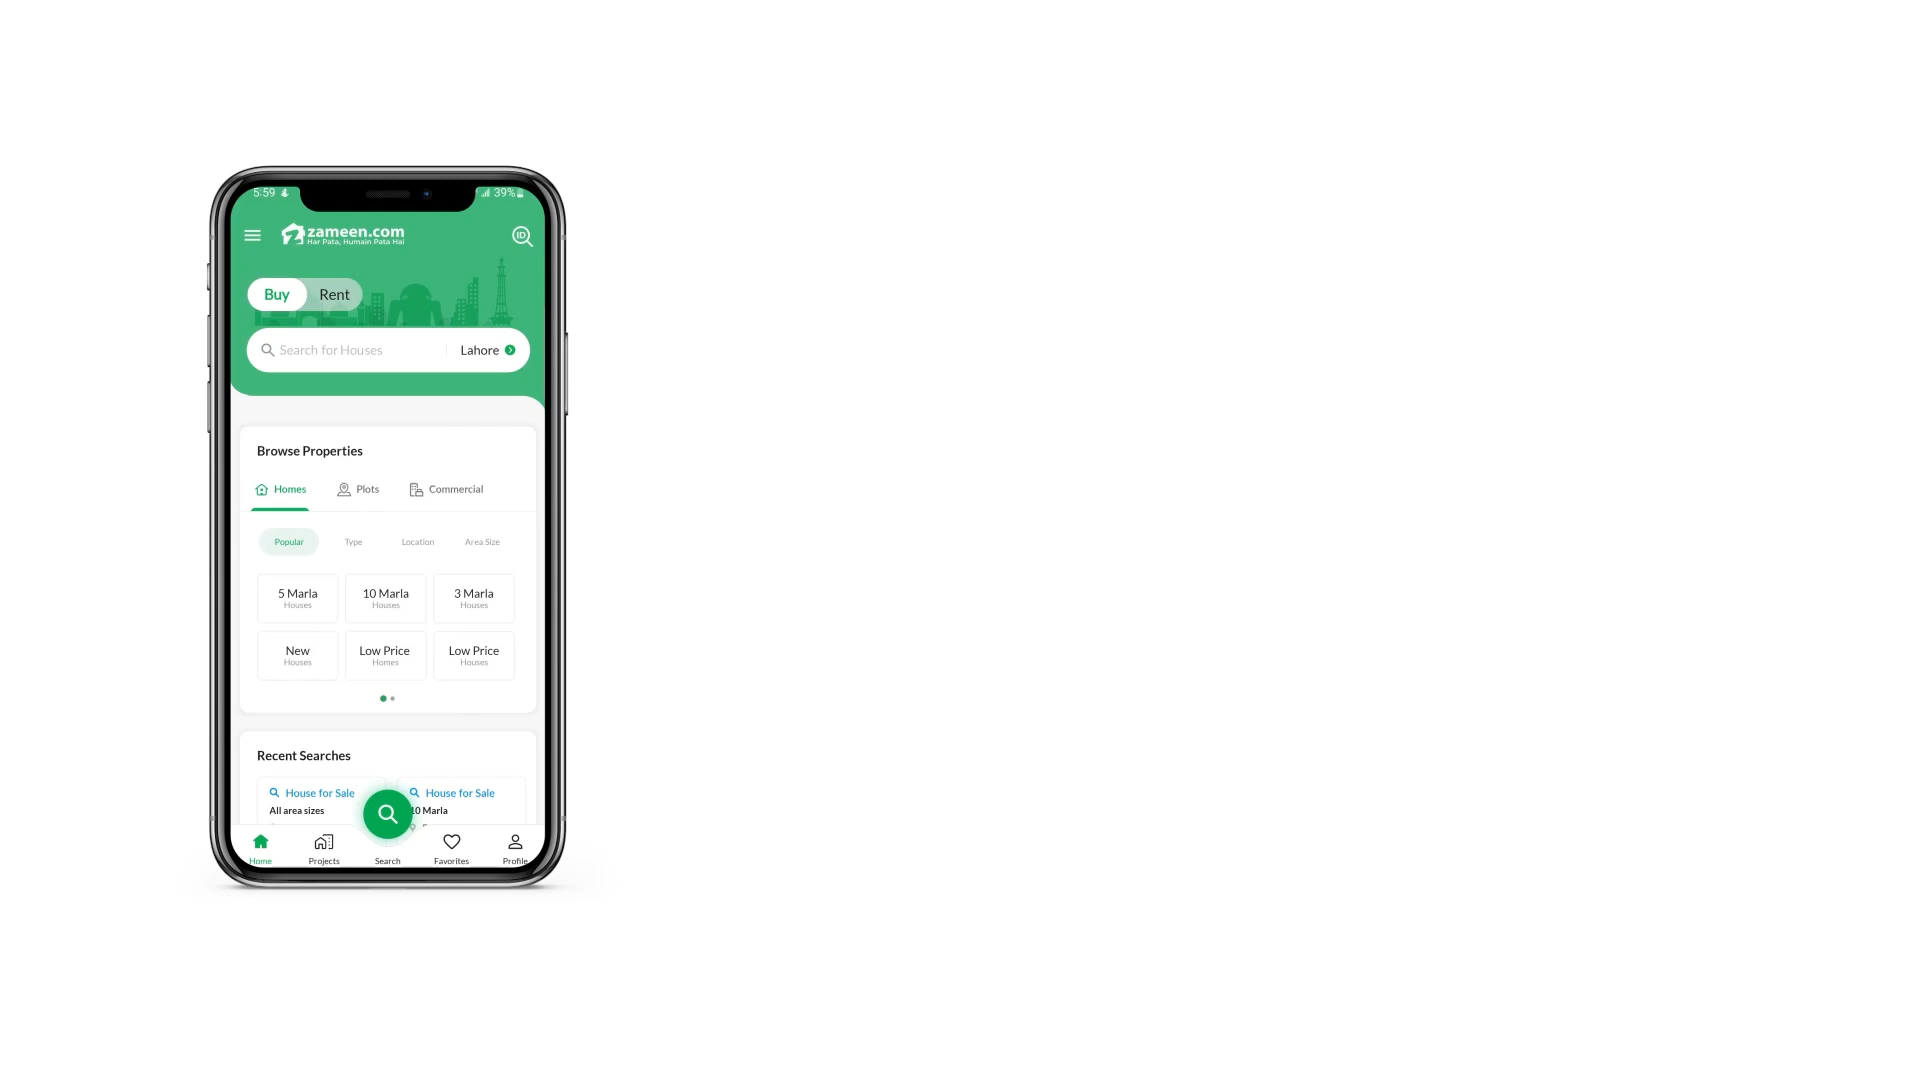 5:59
39%
zameen.com
Har Pata, Humain Pata Hai
ID
Buy Rent
Search for Houses Lahore
Browse Properties
Homes Plots Commercial
Popular Type Location Area Size
5 Marla 10 Marla 3 Marla
Houses Houses Houses
New Low Price Low Price
Houses Homes Houses
Recent Searches
House for Sale House for Sale
All area sizes 10 Marla
Home Projects Search Favorites Profile